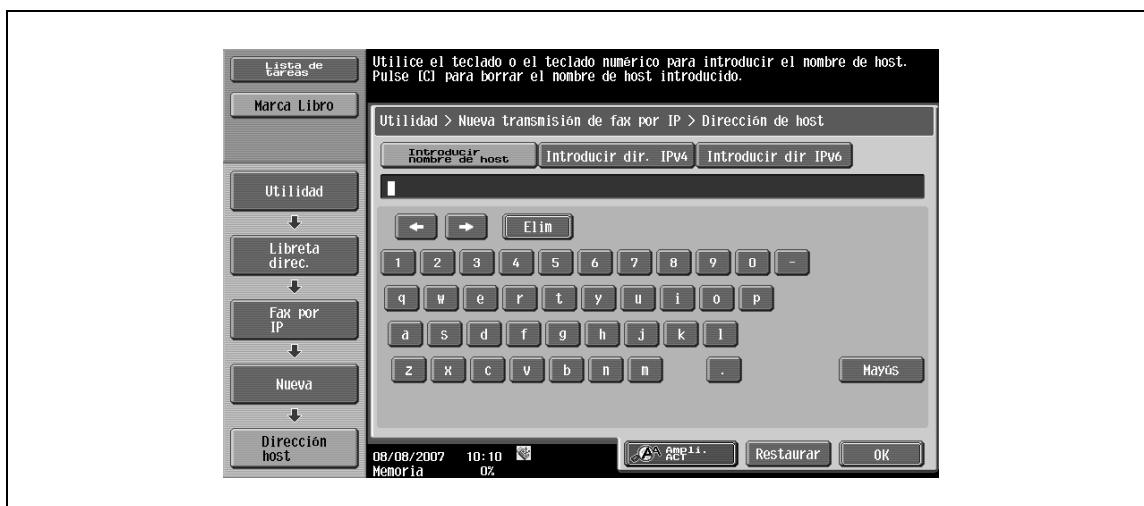 Lista de
tareas
Marca Libro
Utilidad
Libreta
direc.
Fax por
IP
Nueva
Dirección
host
Utilice el teclado o el teclado numérico para introducir el nombre de host.
Pulse [C] para borrar el nombre de host introducido.
Utilidad > Nueva transmisión de fax por IP > Dirección de host
Introducir
nombre de host
Introducir dir. IPv4
Introducir dir IPv6
Elim
1 2 3 4 5 6 7 8 9 0 -
q w e r t y u i o p
a s d f g h j k l
z x c v b n m . Mayús
08/08/2007 10:10
Memoria 0%
Ampli.
ACT
Restaurar
OK